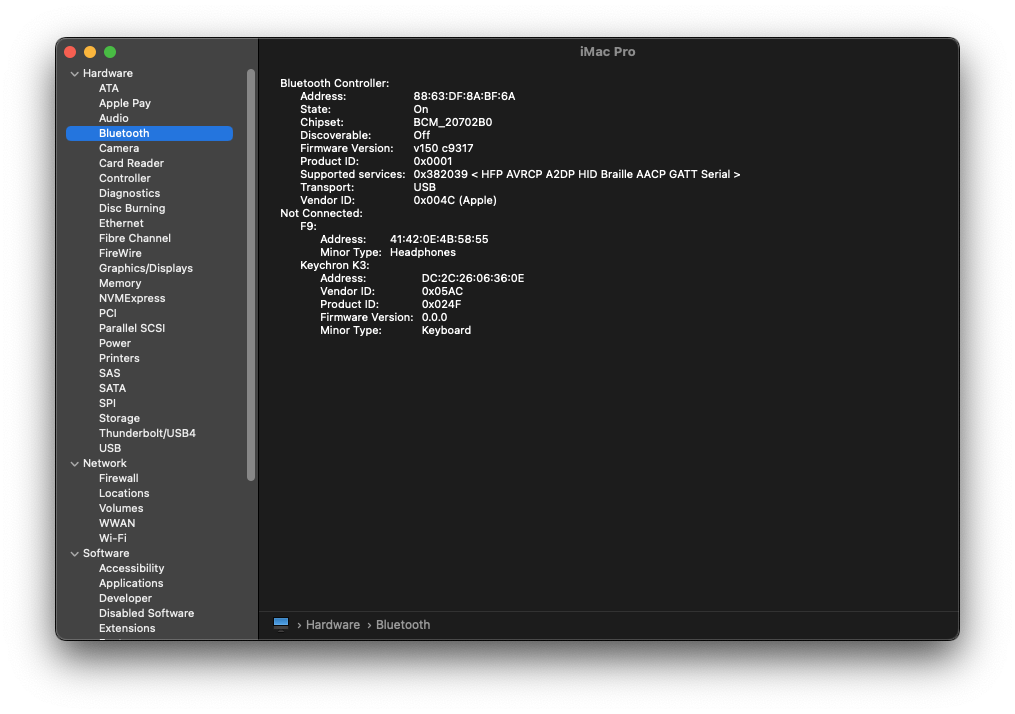 iMac Pro
Hardware
ATA
Apple Pay
Audio
Bluetooth
Camera
Card Reader
Controller
Diagnostics
Disc Burning
Ethernet
Fibre Channel
FireWire
Graphics/Displays
Memory
NVMExpress
PCI
Parallel SCSI
Power
Printers
SAS
SATA
SPI
Storage
Thunderbolt/USB4
USB
Network
Firewall
Locations
Volumes
WWAN
Wi-Fi
Software
Accessibility
Applications
Developer
Disabled Software
Extensions
Bluetooth Controller:
Address: 88:63:DF:8A:BF:6A
State: On
Chipset: BCM_20702B0
Discoverable: Off
Firmware Version: v150 c9317
Product ID: 0x0001
Supported services: 0x382039 < HFP AVRCP A2DP HID Braille AACP GATT Serial >
Transport: USB
Vendor ID: 0x004C (Apple)
Not Connected:
F9:
Address: 41:42:0E:4B:58:55
Minor Type: Headphones
Keychron K3:
Address: DC:2C:26:06:36:0E
Vendor ID: 0x05AC
Product ID: 0x024F
Firmware Version: 0.0.0
Minor Type: Keyboard
› Hardware › Bluetooth